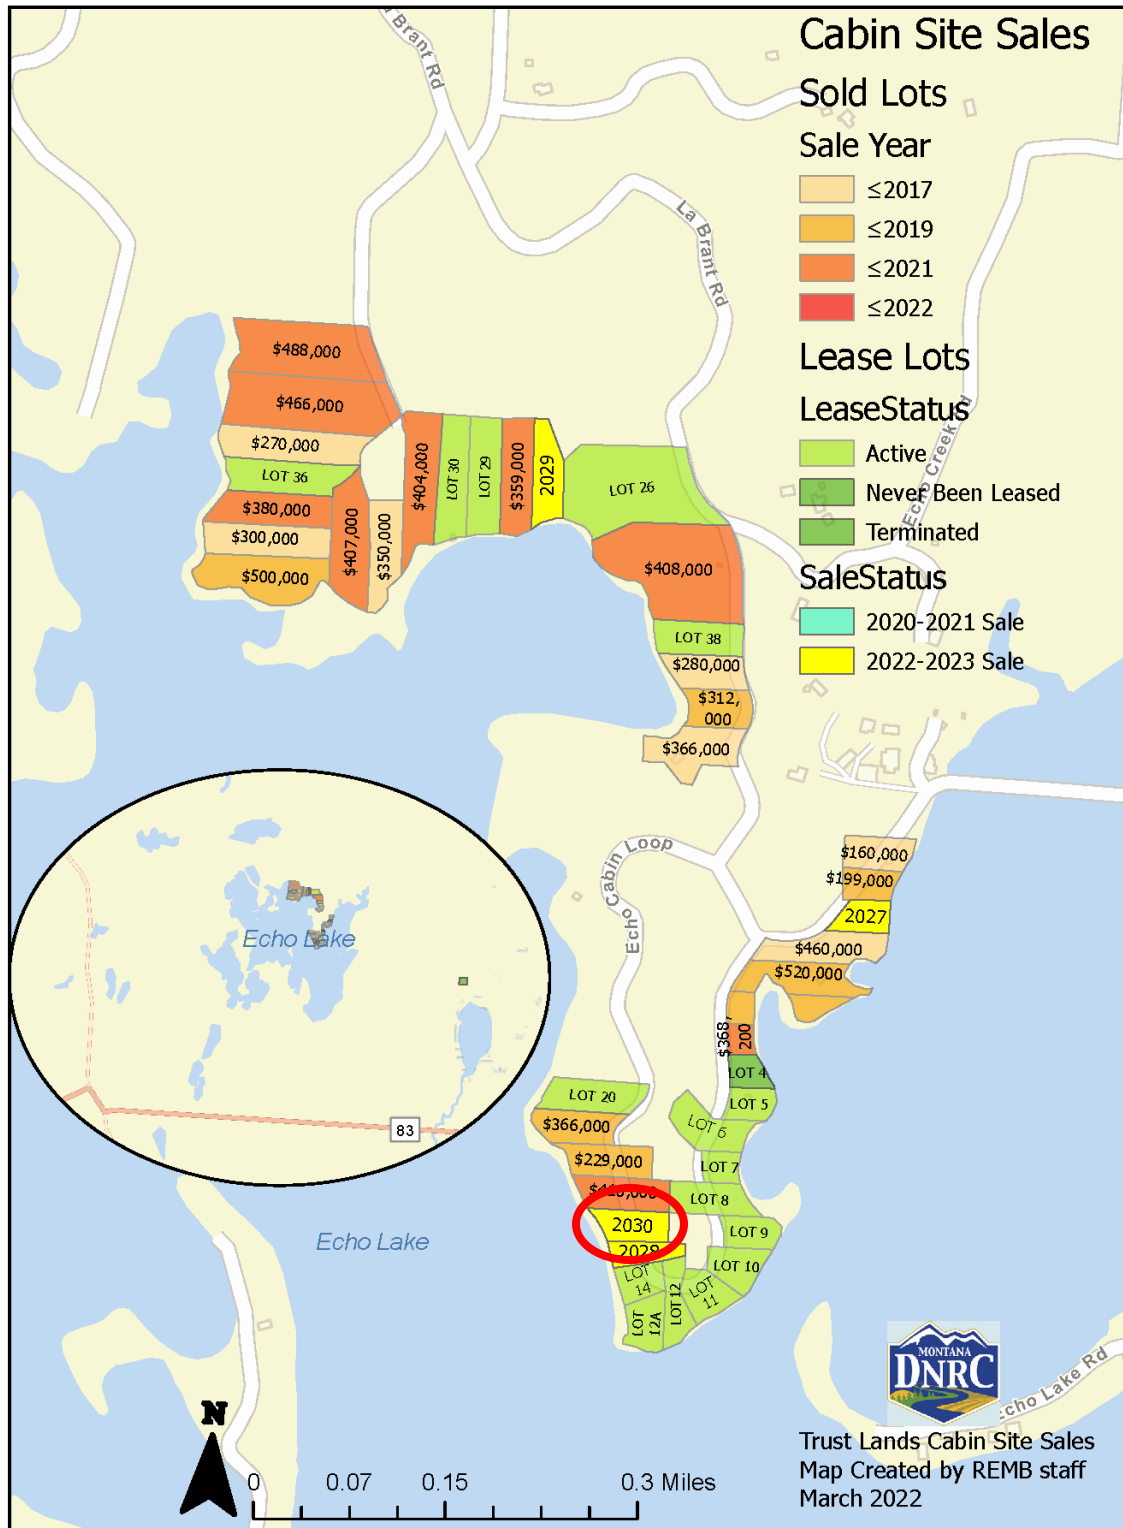 Cabin Site Sales
Sold Lots
Sale Year
≤2017
≤2019
≤2021
≤2022
Lease Lots
LeaseStatus
Active
Never Been Leased
Terminated
SaleStatus
2020-2021 Sale
2022-2023 Sale
Brant Rd
La Brant Rd
Echo Creek Rd
$488,000
$466,000
$270,000
LOT 36
$380,000
$300,000
$500,000
$407,000
$350,000
$404,000
LOT 30
LOT 29
$359,000
2029
LOT 26
$408,000
LOT 38
$280,000
$312,
000
$366,000
Echo Cabin Loop
$160,000
$199,000
2027
$460,000
$520,000
$368,
200
LOT 4
LOT 5
LOT 6
LOT 7
LOT 8
LOT 9
LOT 10
LOT
11
LOT 12
LOT
12A
LOT
14
LOT 20
$366,000
$229,000
2030
2028
Echo Lake
83
Echo Lake
N
0 0.07 0.15 0.3 Miles
MONTANA
DNRC
Echo Lake Rd
Trust Lands Cabin Site Sales
Map Created by REMB staff
March 2022